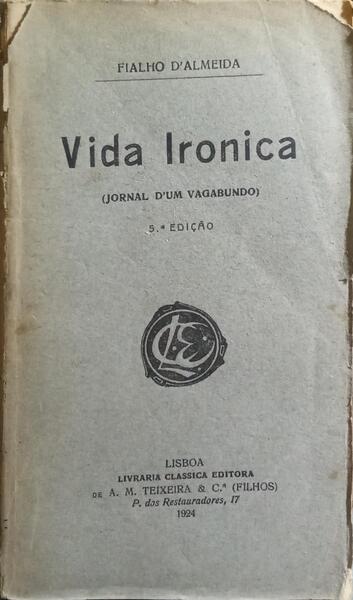 FIALHO D'ALMEIDA
Vida Ironica
(JORNAL D'UM VAGABUNDO)
5.ª EDIÇÃO
LCE
LISBOA
LIVRARIA CLASSICA EDITORA
DE A. M. TEIXEIRA & C.ª (FILHOS)
P. dos Restauradores, 17
1924